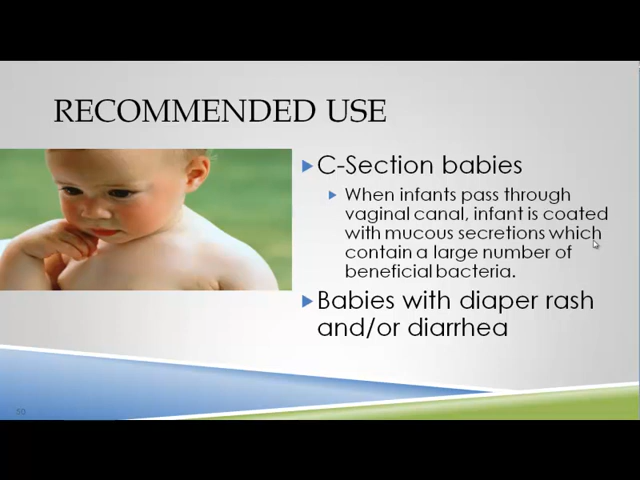 RECOMMENDED USE
C-Section babies
When infants pass through
vaginal canal, infant is coated
with mucous secretions which
contain a large number of
beneficial bacteria.
Babies with diaper rash
and/or diarrhea
50